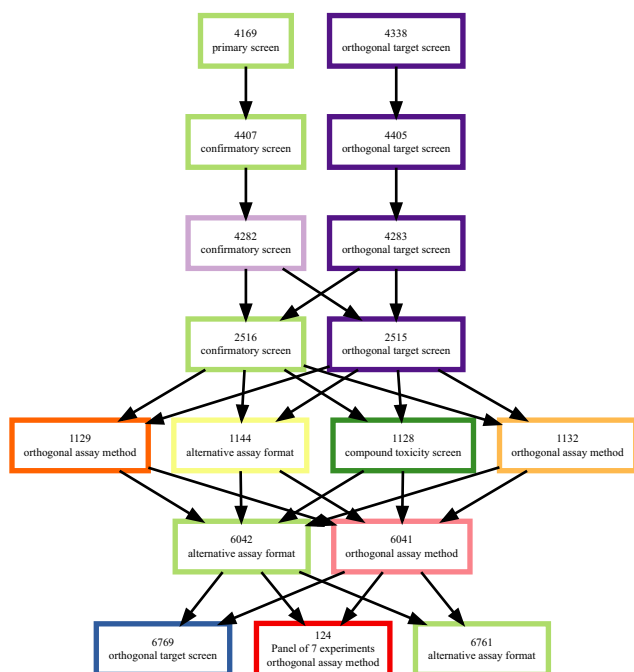 4169
primary screen
4338
orthogonal target screen
4407
confirmatory screen
4405
orthogonal target screen
4282
confirmatory screen
4283
orthogonal target screen
2516
confirmatory screen
2515
orthogonal target screen
1129
orthogonal assay method
1144
alternative assay format
1128
compound toxicity screen
1132
orthogonal assay method
6042
alternative assay format
6041
orthogonal assay method
6769
orthogonal target screen
124
Panel of 7 experiments
orthogonal assay method
6761
alternative assay format